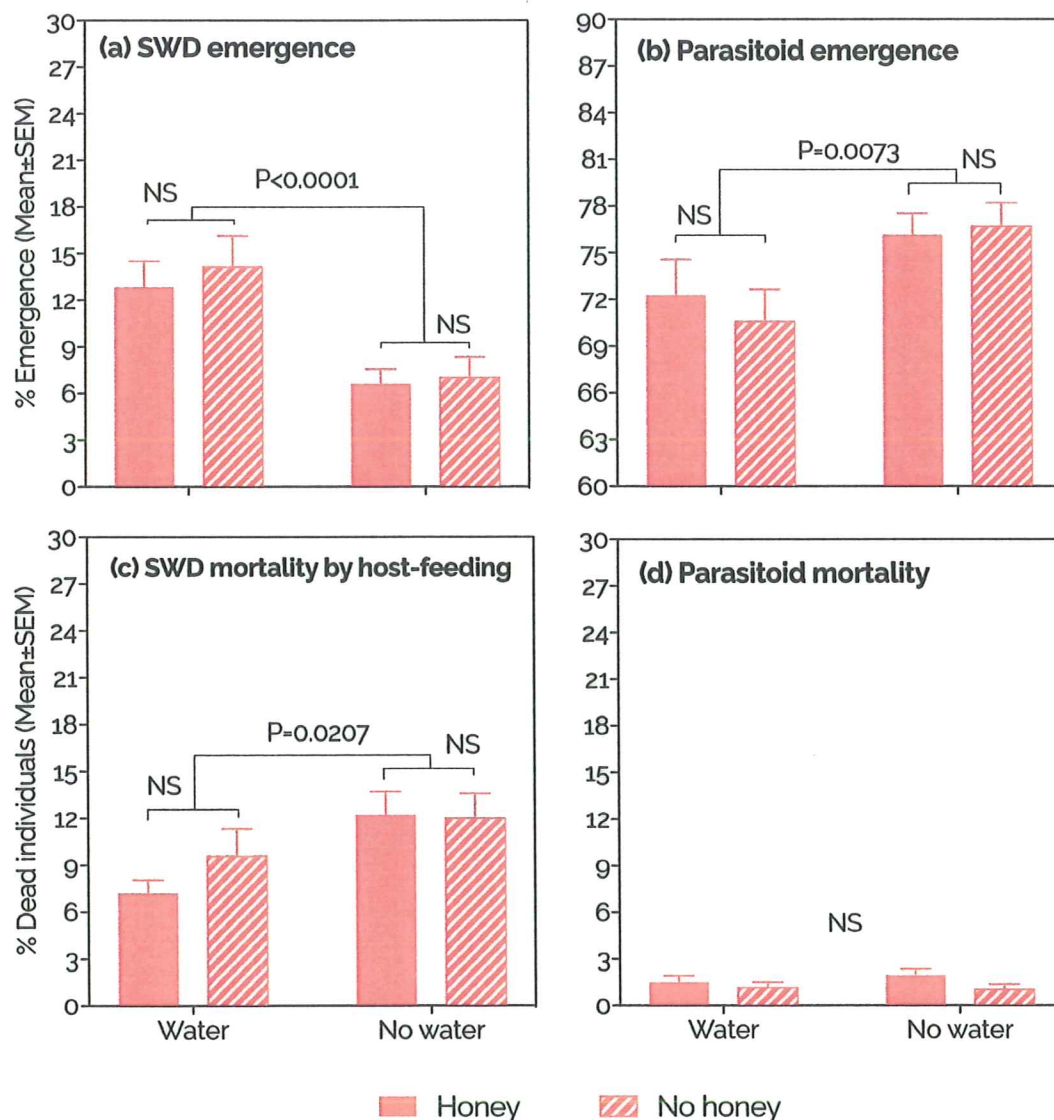 (a) SWD emergence
% Emergence (Mean±SEM)
30
27
24
21
18
15
12
9
6
3
0
NS
P<0.0001
NS
(b) Parasitoid emergence
90
87
84
81
78
75
72
69
66
63
60
NS
P=0.0073
NS
(c) SWD mortality by host-feeding
% Dead individuals (Mean±SEM)
30
27
24
21
18
15
12
9
6
3
0
NS
P=0.0207
NS
Water
No water
(d) Parasitoid mortality
30
27
24
21
18
15
12
9
6
3
0
NS
Water
No water
Honey
No honey